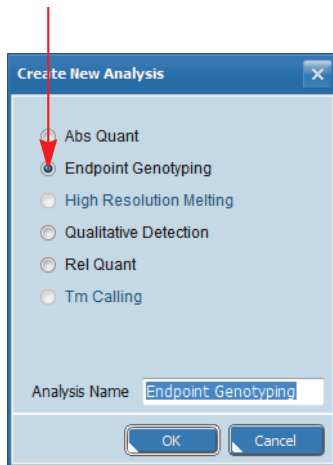 Create New Analysis
Abs Quant
Endpoint Genotyping
High Resolution Melting
Qualitative Detection
Rel Quant
Tm Calling
Analysis Name Endpoint Genotyping
OK Cancel